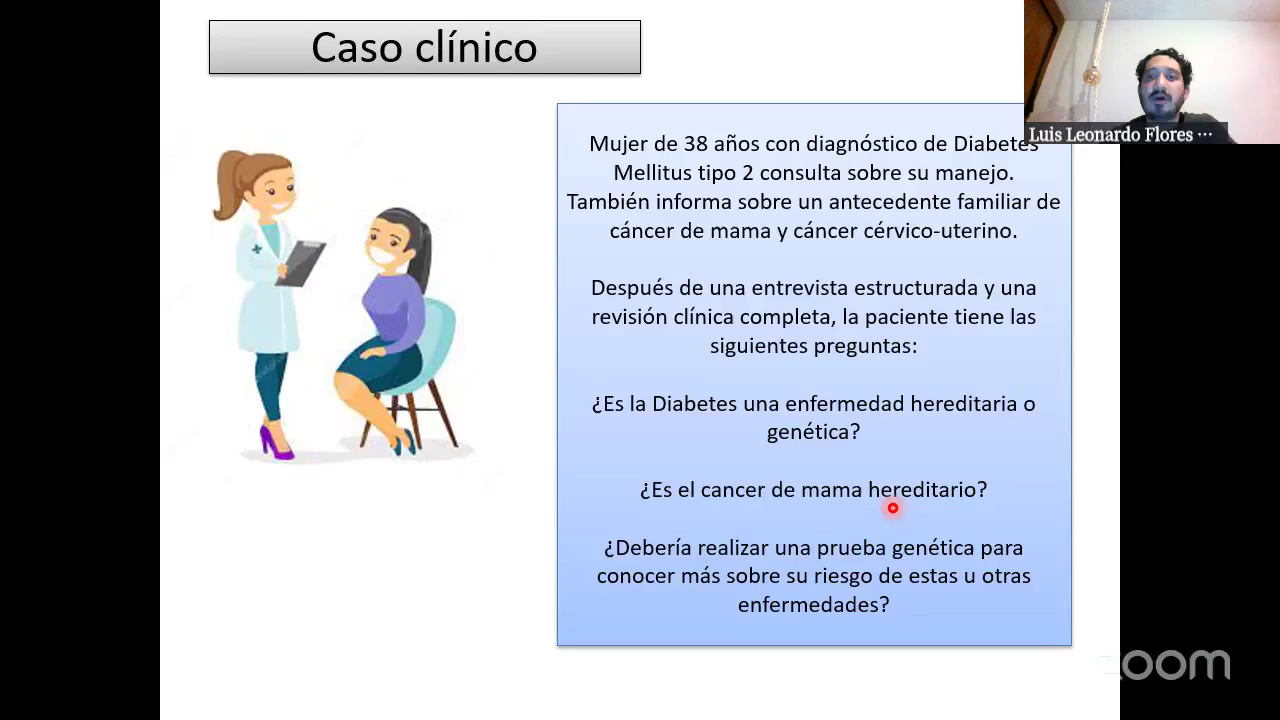 Caso clínico
Luis Leonardo Flores ...
Mujer de 38 años con diagnóstico de Diabetes
Mellitus tipo 2 consulta sobre su manejo.
También informa sobre un antecedente familiar de
cáncer de mama y cáncer cérvico-uterino.
Después de una entrevista estructurada y una
revisión clínica completa, la paciente tiene las
siguientes preguntas:
¿Es la Diabetes una enfermedad hereditaria o
genética?
¿Es el cancer de mama hereditario?
¿Debería realizar una prueba genética para
conocer más sobre su riesgo de estas u otras
enfermedades?
zoom